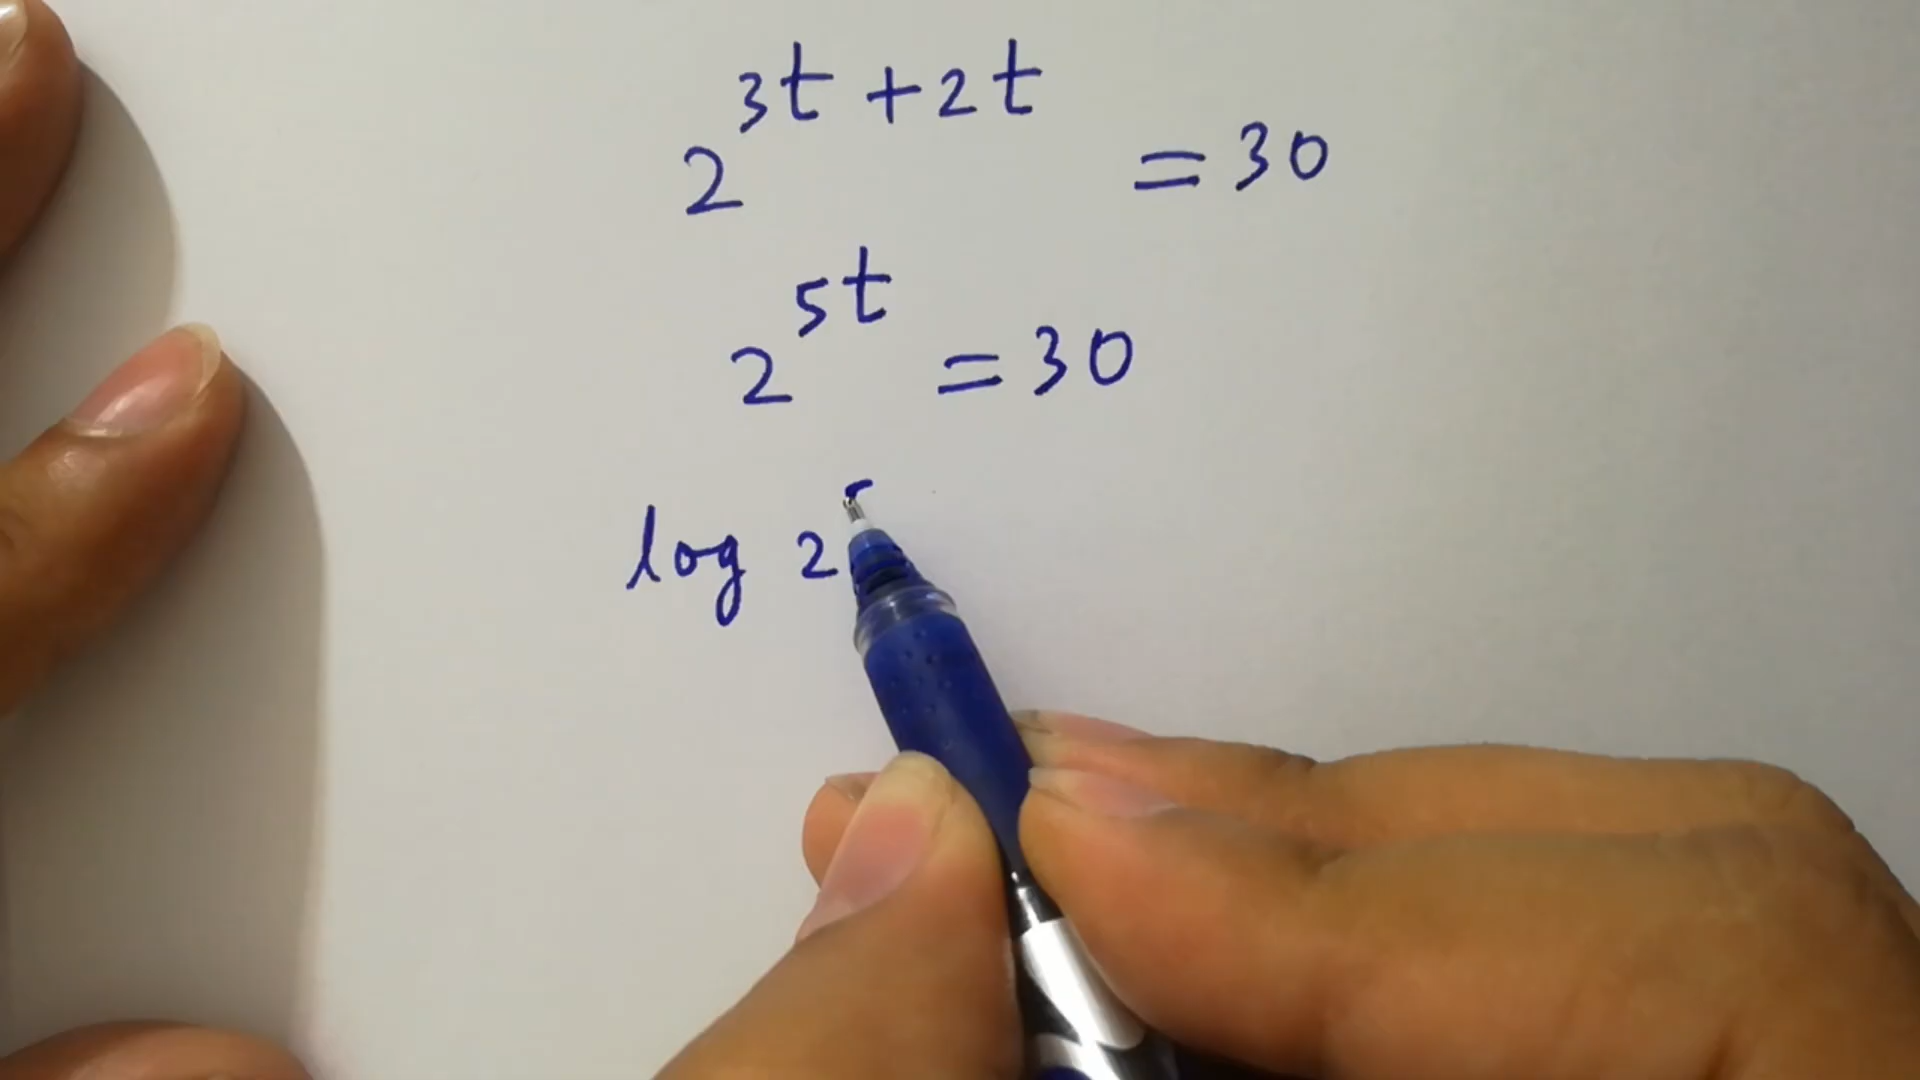 2^{3t+2t} = 30
2^{5t} = 30
log 2